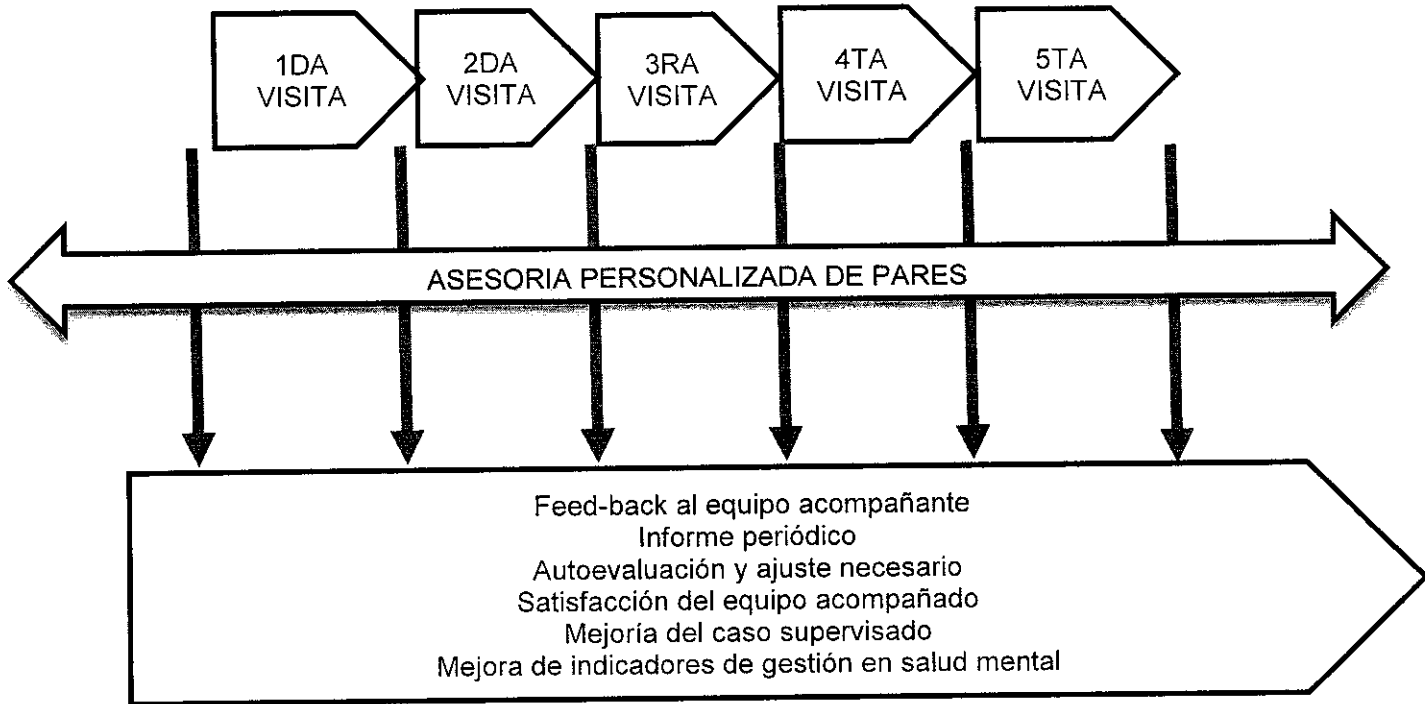 1DA
VISITA
2DA
VISITA
3RA
VISITA
4TA
VISITA
5TA
VISITA
ASESORIA PERSONALIZADA DE PARES
Feed-back al equipo acompañante
Informe periódico
Autoevaluación y ajuste necesario
Satisfacción del equipo acompañado
Mejoría del caso supervisado
Mejora de indicadores de gestión en salud mental